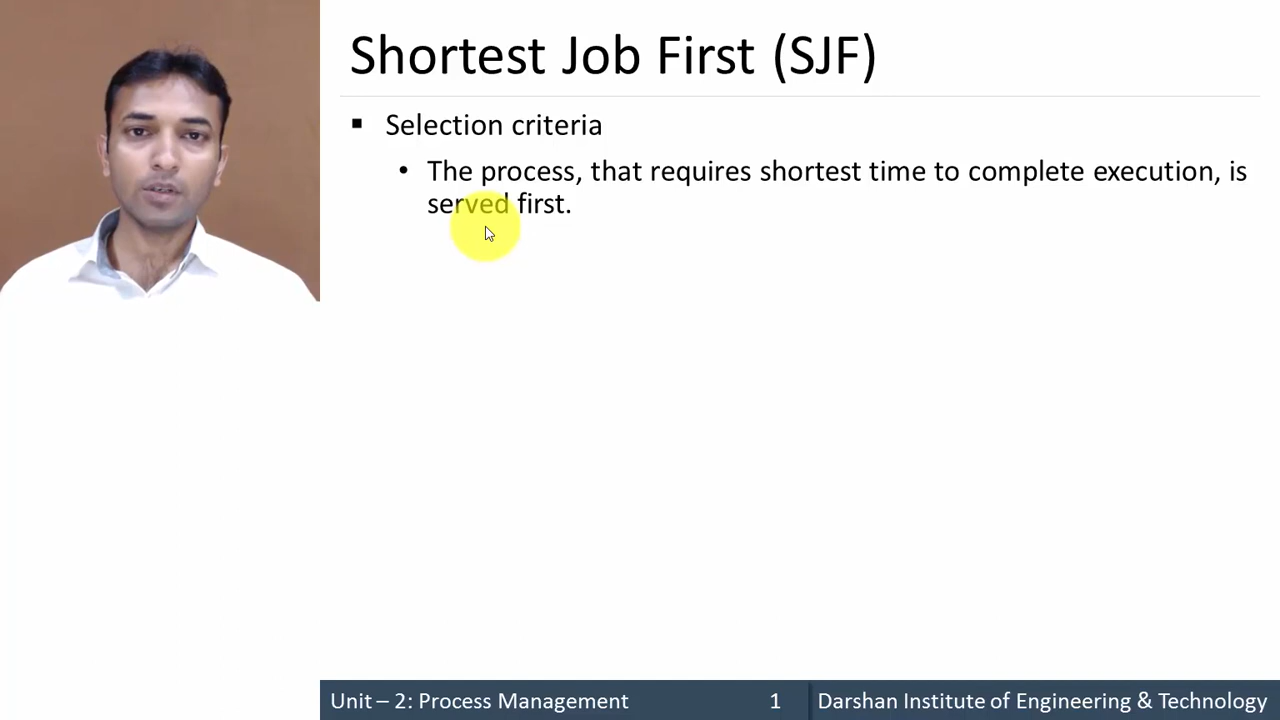 Shortest Job First (SJF)
▪ Selection criteria
• The process, that requires shortest time to complete execution, is
served first.
Unit – 2: Process Management 1 Darshan Institute of Engineering & Technology